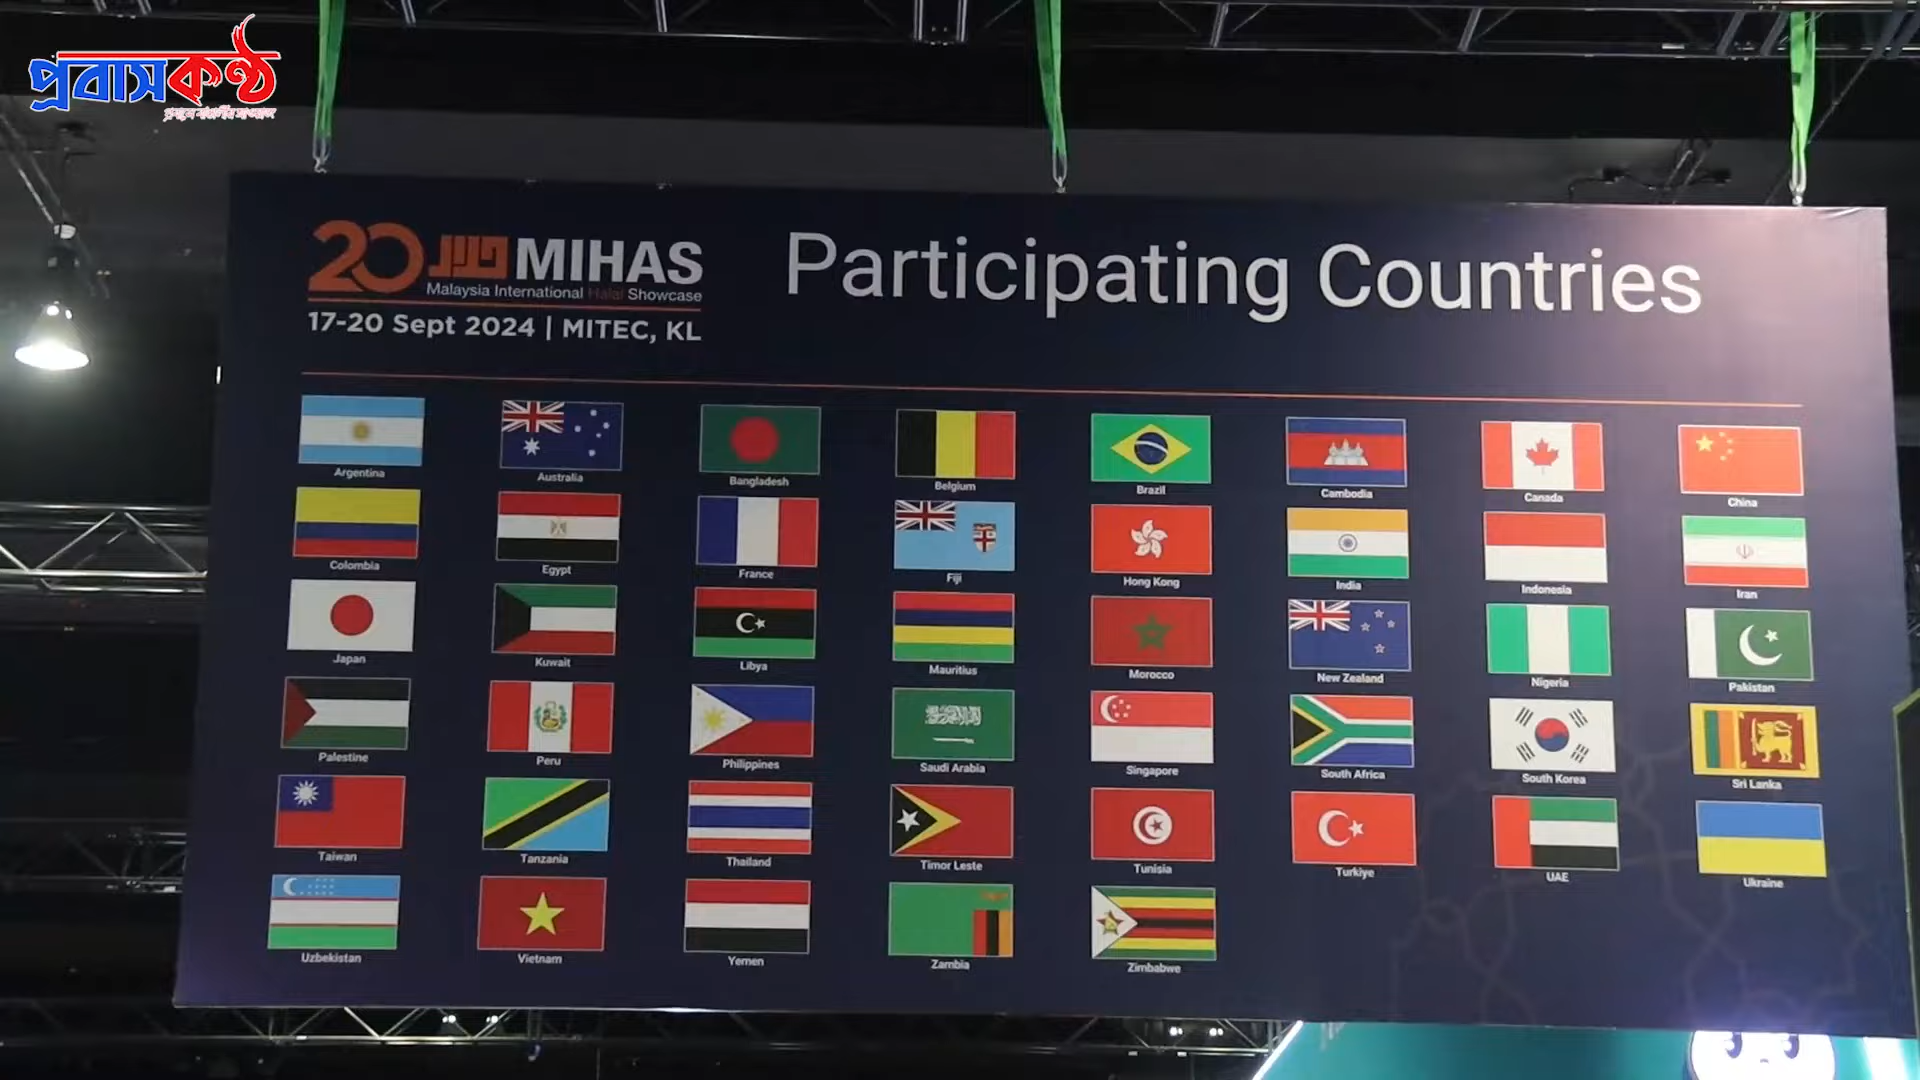 প্রবাসকণ্ঠ
20 حلال MIHAS
Malaysia International Halal Showcase
17-20 Sept 2024 | MITEC, KL
Participating Countries
Argentina Australia Bangladesh Belgium Brazil Cambodia Canada China
Colombia Egypt France Fiji Hong Kong India Indonesia Iran
Japan Kuwait Libya Mauritius Morocco New Zealand Nigeria Pakistan
Palestine Peru Philippines Saudi Arabia Singapore South Africa South Korea Sri Lanka
Taiwan Tanzania Thailand Timor Leste Tunisia Turkiye UAE Ukraine
Uzbekistan Vietnam Yemen Zambia Zimbabwe